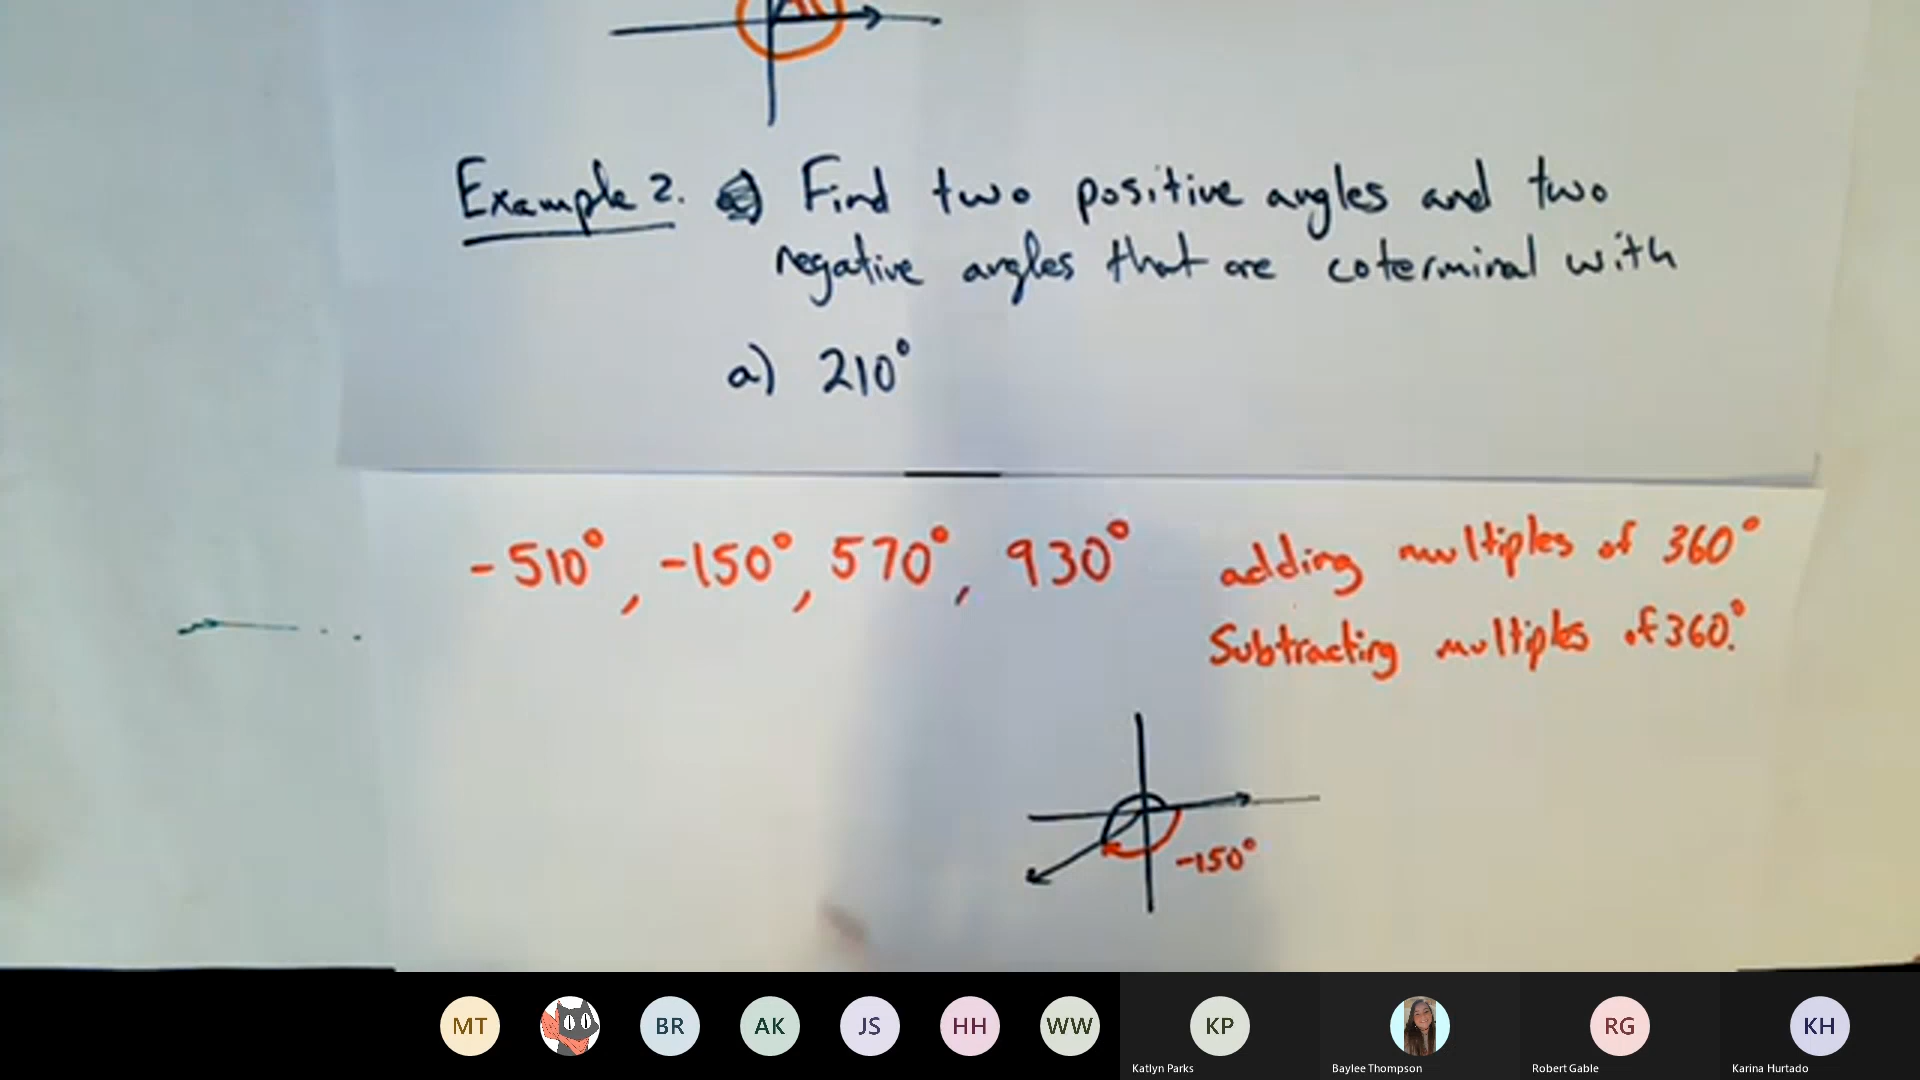 Example 2. Find two positive angles and two
negative angles that are coterminal with
a) 210°
-510°, -150°, 570°, 930° adding multiples of 360°
Subtracting multiples of 360°.
-150°
MT BR AK JS HH WW KP RG KH
Katlyn Parks Baylee Thompson Robert Gable Karina Hurtado